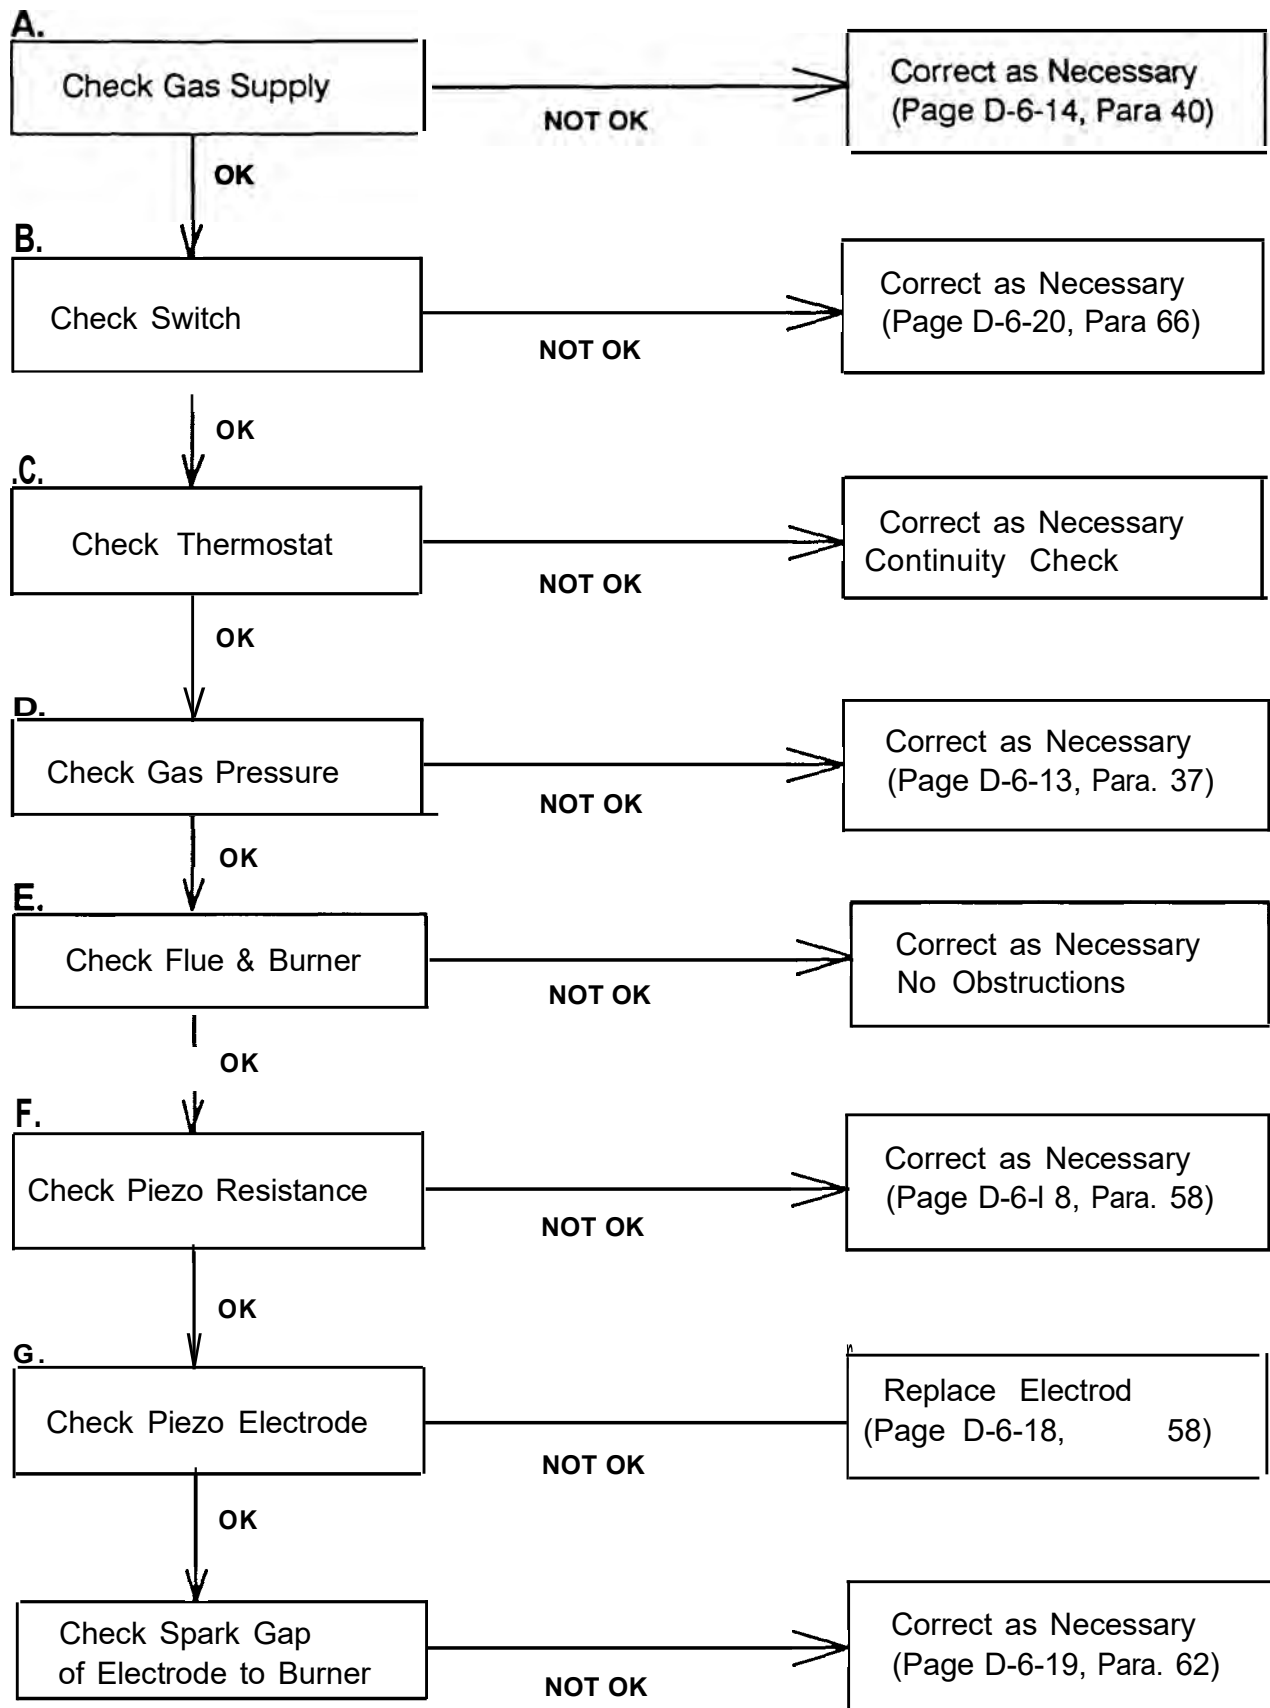 A.
Check Gas Supply
NOT OK
Correct as Necessary
(Page D-6-14, Para 40)
OK
B.
Check Switch
NOT OK
Correct as Necessary
(Page D-6-20, Para 66)
OK
.C.
Check Thermostat
NOT OK
Correct as Necessary
Continuity Check
OK
D.
Check Gas Pressure
NOT OK
Correct as Necessary
(Page D-6-13, Para. 37)
OK
E.
Check Flue & Burner
NOT OK
Correct as Necessary
No Obstructions
OK
F.
Check Piezo Resistance
NOT OK
Correct as Necessary
(Page D-6-l 8, Para. 58)
OK
G.
Check Piezo Electrode
NOT OK
Replace Electrod
(Page D-6-18, 58)
OK
Check Spark Gap
of Electrode to Burner
NOT OK
Correct as Necessary
(Page D-6-19, Para. 62)